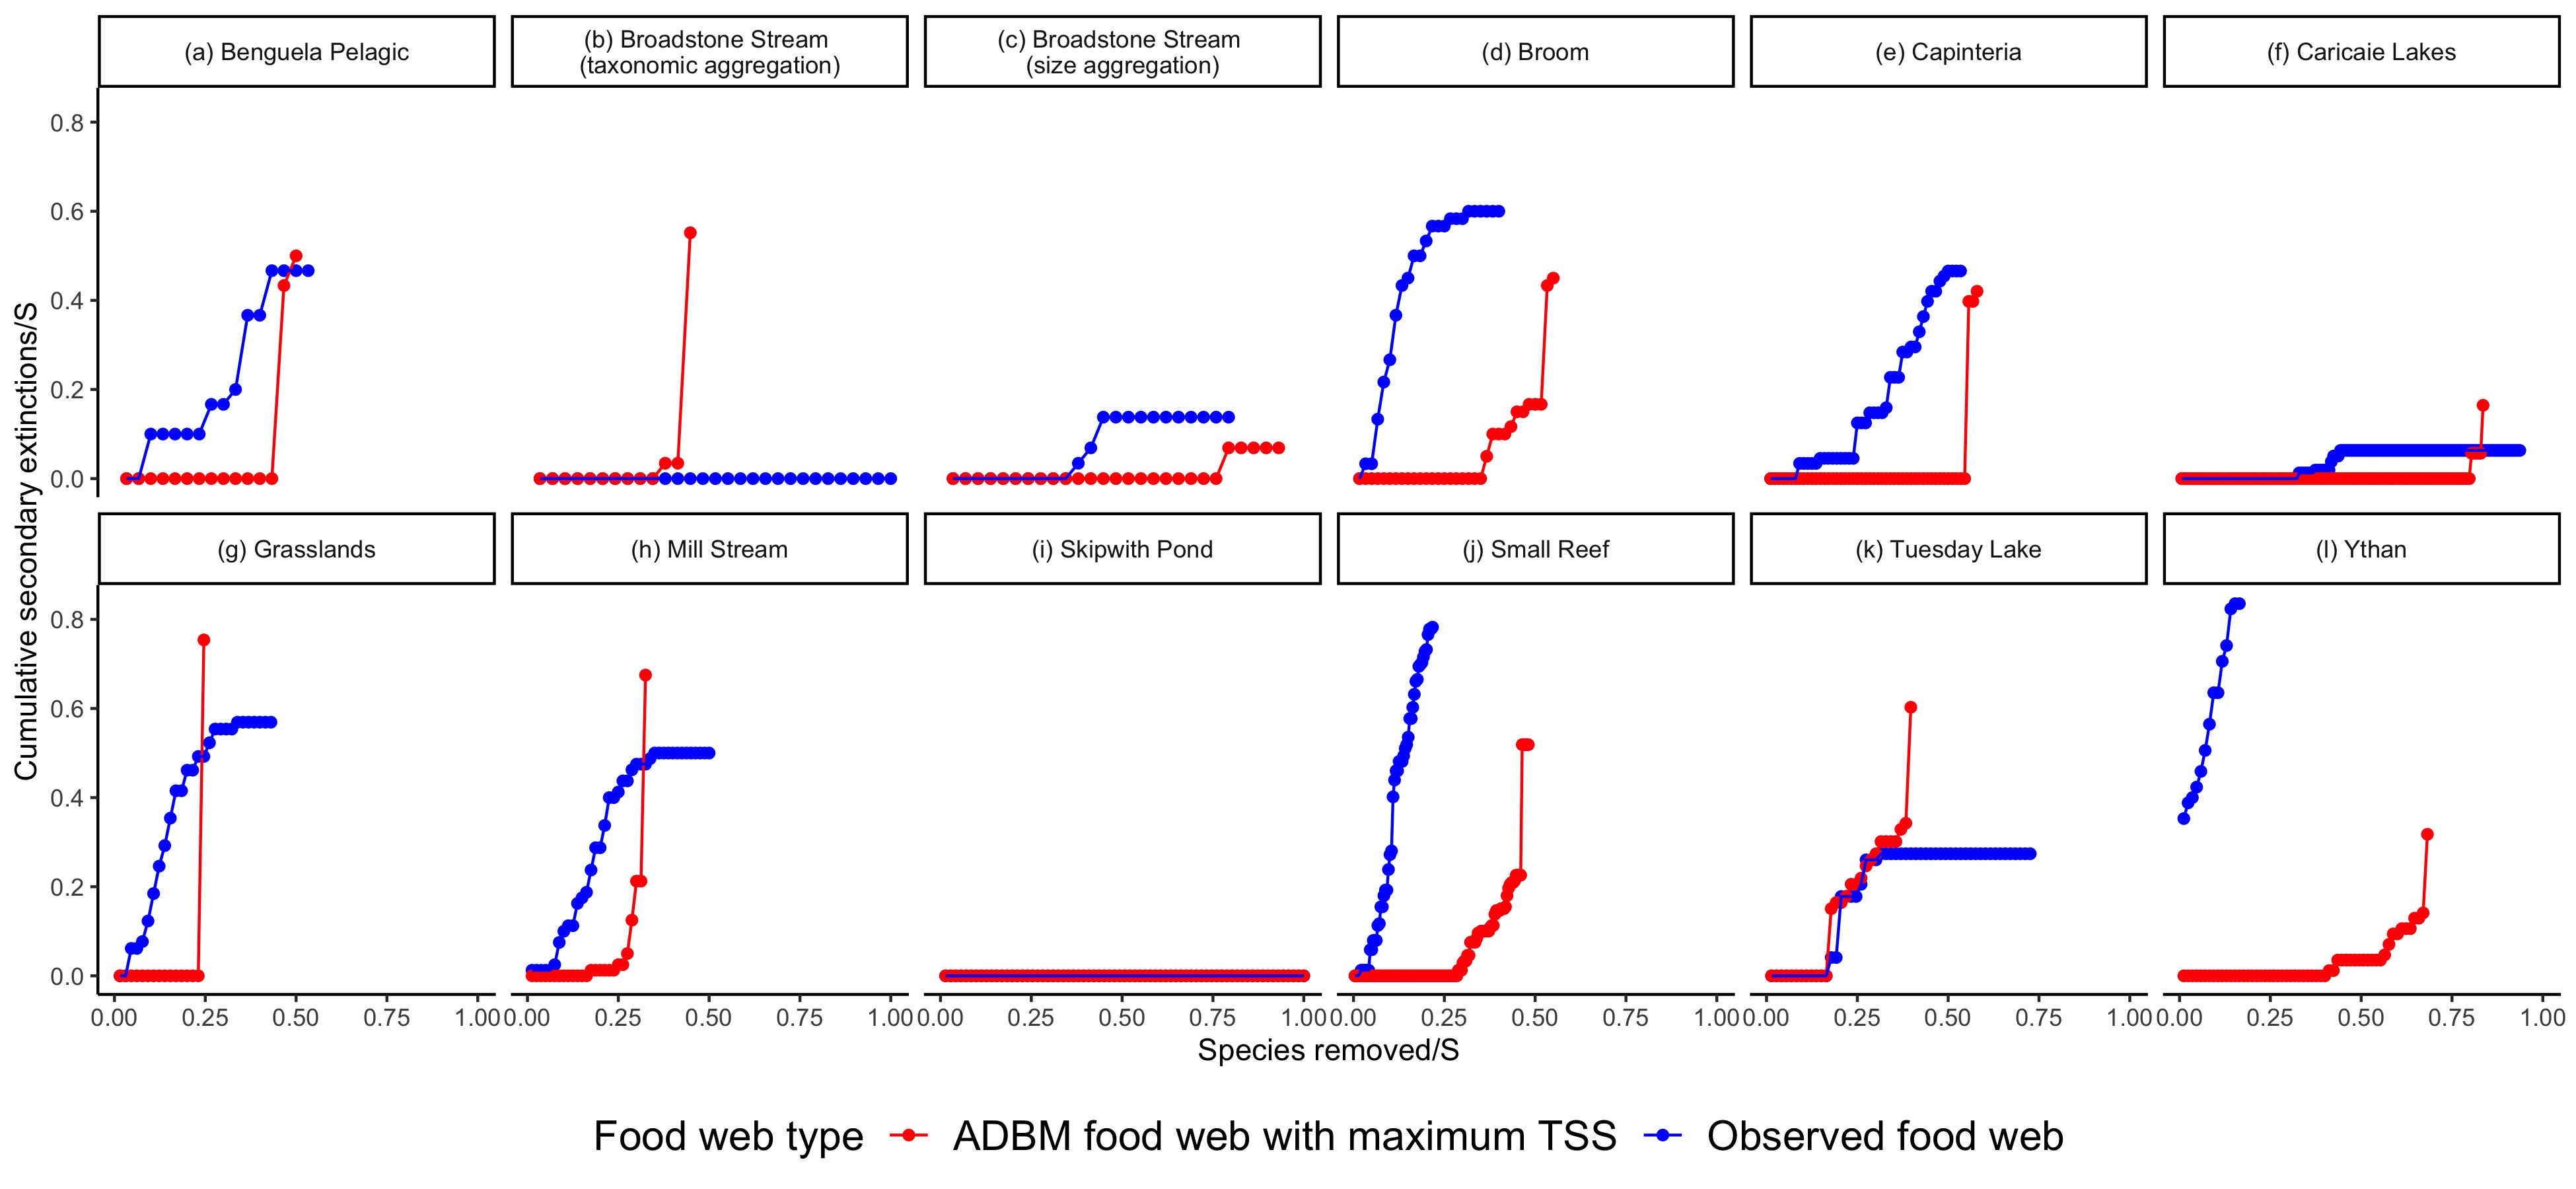 (a) Benguela Pelagic
(b) Broadstone Stream
(taxonomic aggregation)
(c) Broadstone Stream
(size aggregation)
(d) Broom
(e) Capinteria
(f) Caricaie Lakes
0.8
0.6
0.4
0.2
0.0
(g) Grasslands
(h) Mill Stream
(i) Skipwith Pond
(j) Small Reef
(k) Tuesday Lake
(l) Ythan
0.8
0.6
0.4
0.2
0.0
0.00 0.25 0.50 0.75 1.00
0.00 0.25 0.50 0.75 1.00
0.00 0.25 0.50 0.75 1.00
0.00 0.25 0.50 0.75 1.00
0.00 0.25 0.50 0.75 1.00
0.00 0.25 0.50 0.75 1.00
Cumulative secondary extinctions/S
Species removed/S
Food web type ADBM food web with maximum TSS Observed food web